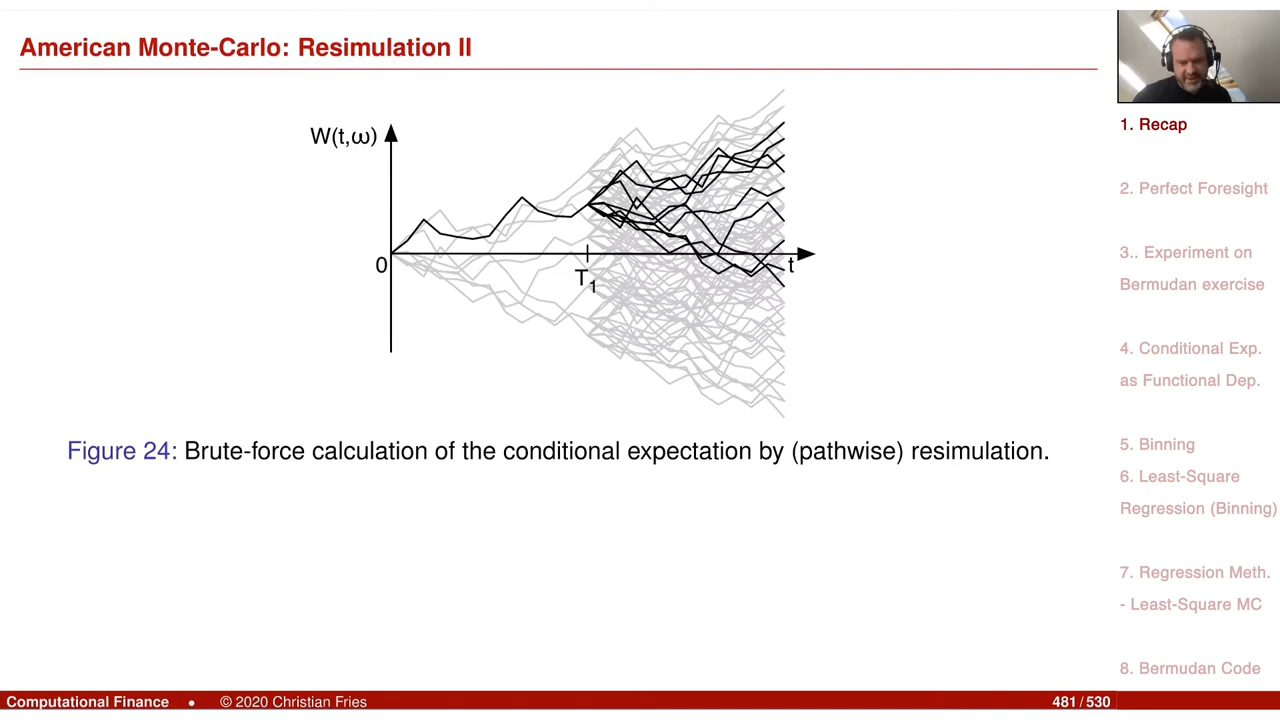 American Monte-Carlo: Resimulation II
W(t,ω)
0
T1
t
Figure 24: Brute-force calculation of the conditional expectation by (pathwise) resimulation.
1. Recap
2. Perfect Foresight
3.. Experiment on
Bermudan exercise
4. Conditional Exp.
as Functional Dep.
5. Binning
6. Least-Square
Regression (Binning)
7. Regression Meth.
- Least-Square MC
8. Bermudan Code
Computational Finance • © 2020 Christian Fries 481 / 530